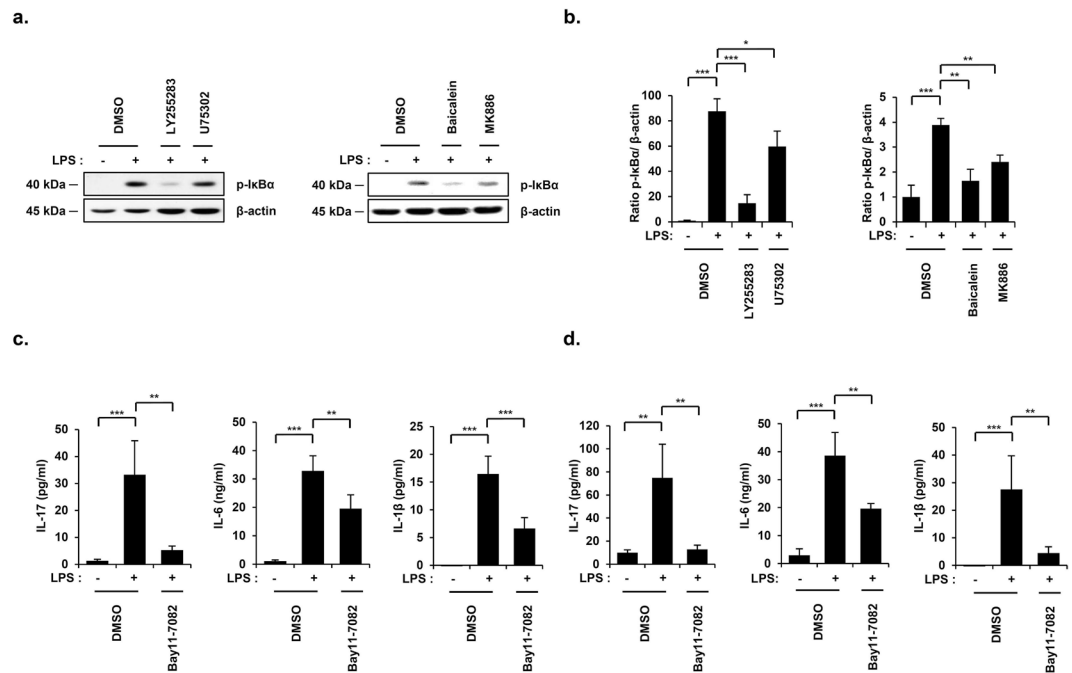 a.
DMSO
LY255283
U75302
LPS : - + + +
40 kDa p-IκBα
45 kDa β-actin
DMSO
Baicalein
MK886
LPS : - + + +
40 kDa p-IκBα
45 kDa β-actin
b.
*
***
***
Ratio p-IκBα/ β-actin
100
80
60
40
20
0
LPS: - + + +
DMSO
LY255283
U75302
**
**
***
Ratio p-IκBα/ β-actin
5
4
3
2
1
0
LPS: - + + +
DMSO
Baicalein
MK886
c.
**
***
IL-17 (pg/ml)
50
40
30
20
10
0
LPS : - + +
DMSO
Bay11-7082
**
***
IL-6 (ng/ml)
50
40
30
20
10
0
- + +
DMSO
Bay11-7082
***
***
IL-1β (pg/ml)
25
20
15
10
5
0.0
LPS : - + +
DMSO
Bay11-7082
d.
**
**
IL-17 (pg/ml)
120
100
80
60
40
20
0
LPS : - + +
DMSO
Bay11-7082
**
***
IL-6 (ng/ml)
50
40
30
20
10
0
LPS : - + +
DMSO
Bay11-7082
**
***
IL-1β (pg/ml)
50
40
30
20
10
0.0
LPS : - + +
DMSO
Bay11-7082